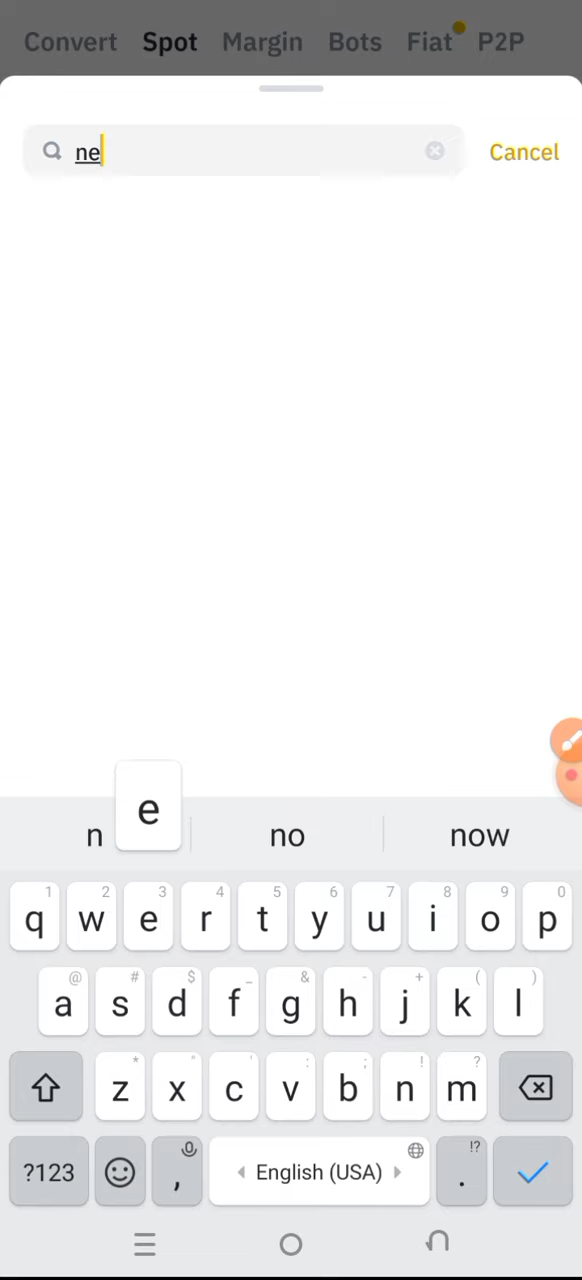 Convert Spot Margin Bots Fiat P2P
ne Cancel
e
n no now
1 2 3 4 5 6 7 8 9 0
q w e r t y u i o p
@ # $ _ & - + ( )
a s d f g h j k l
* " ' : ; ! ?
z x c v b n m
?123 , English (USA) . !?